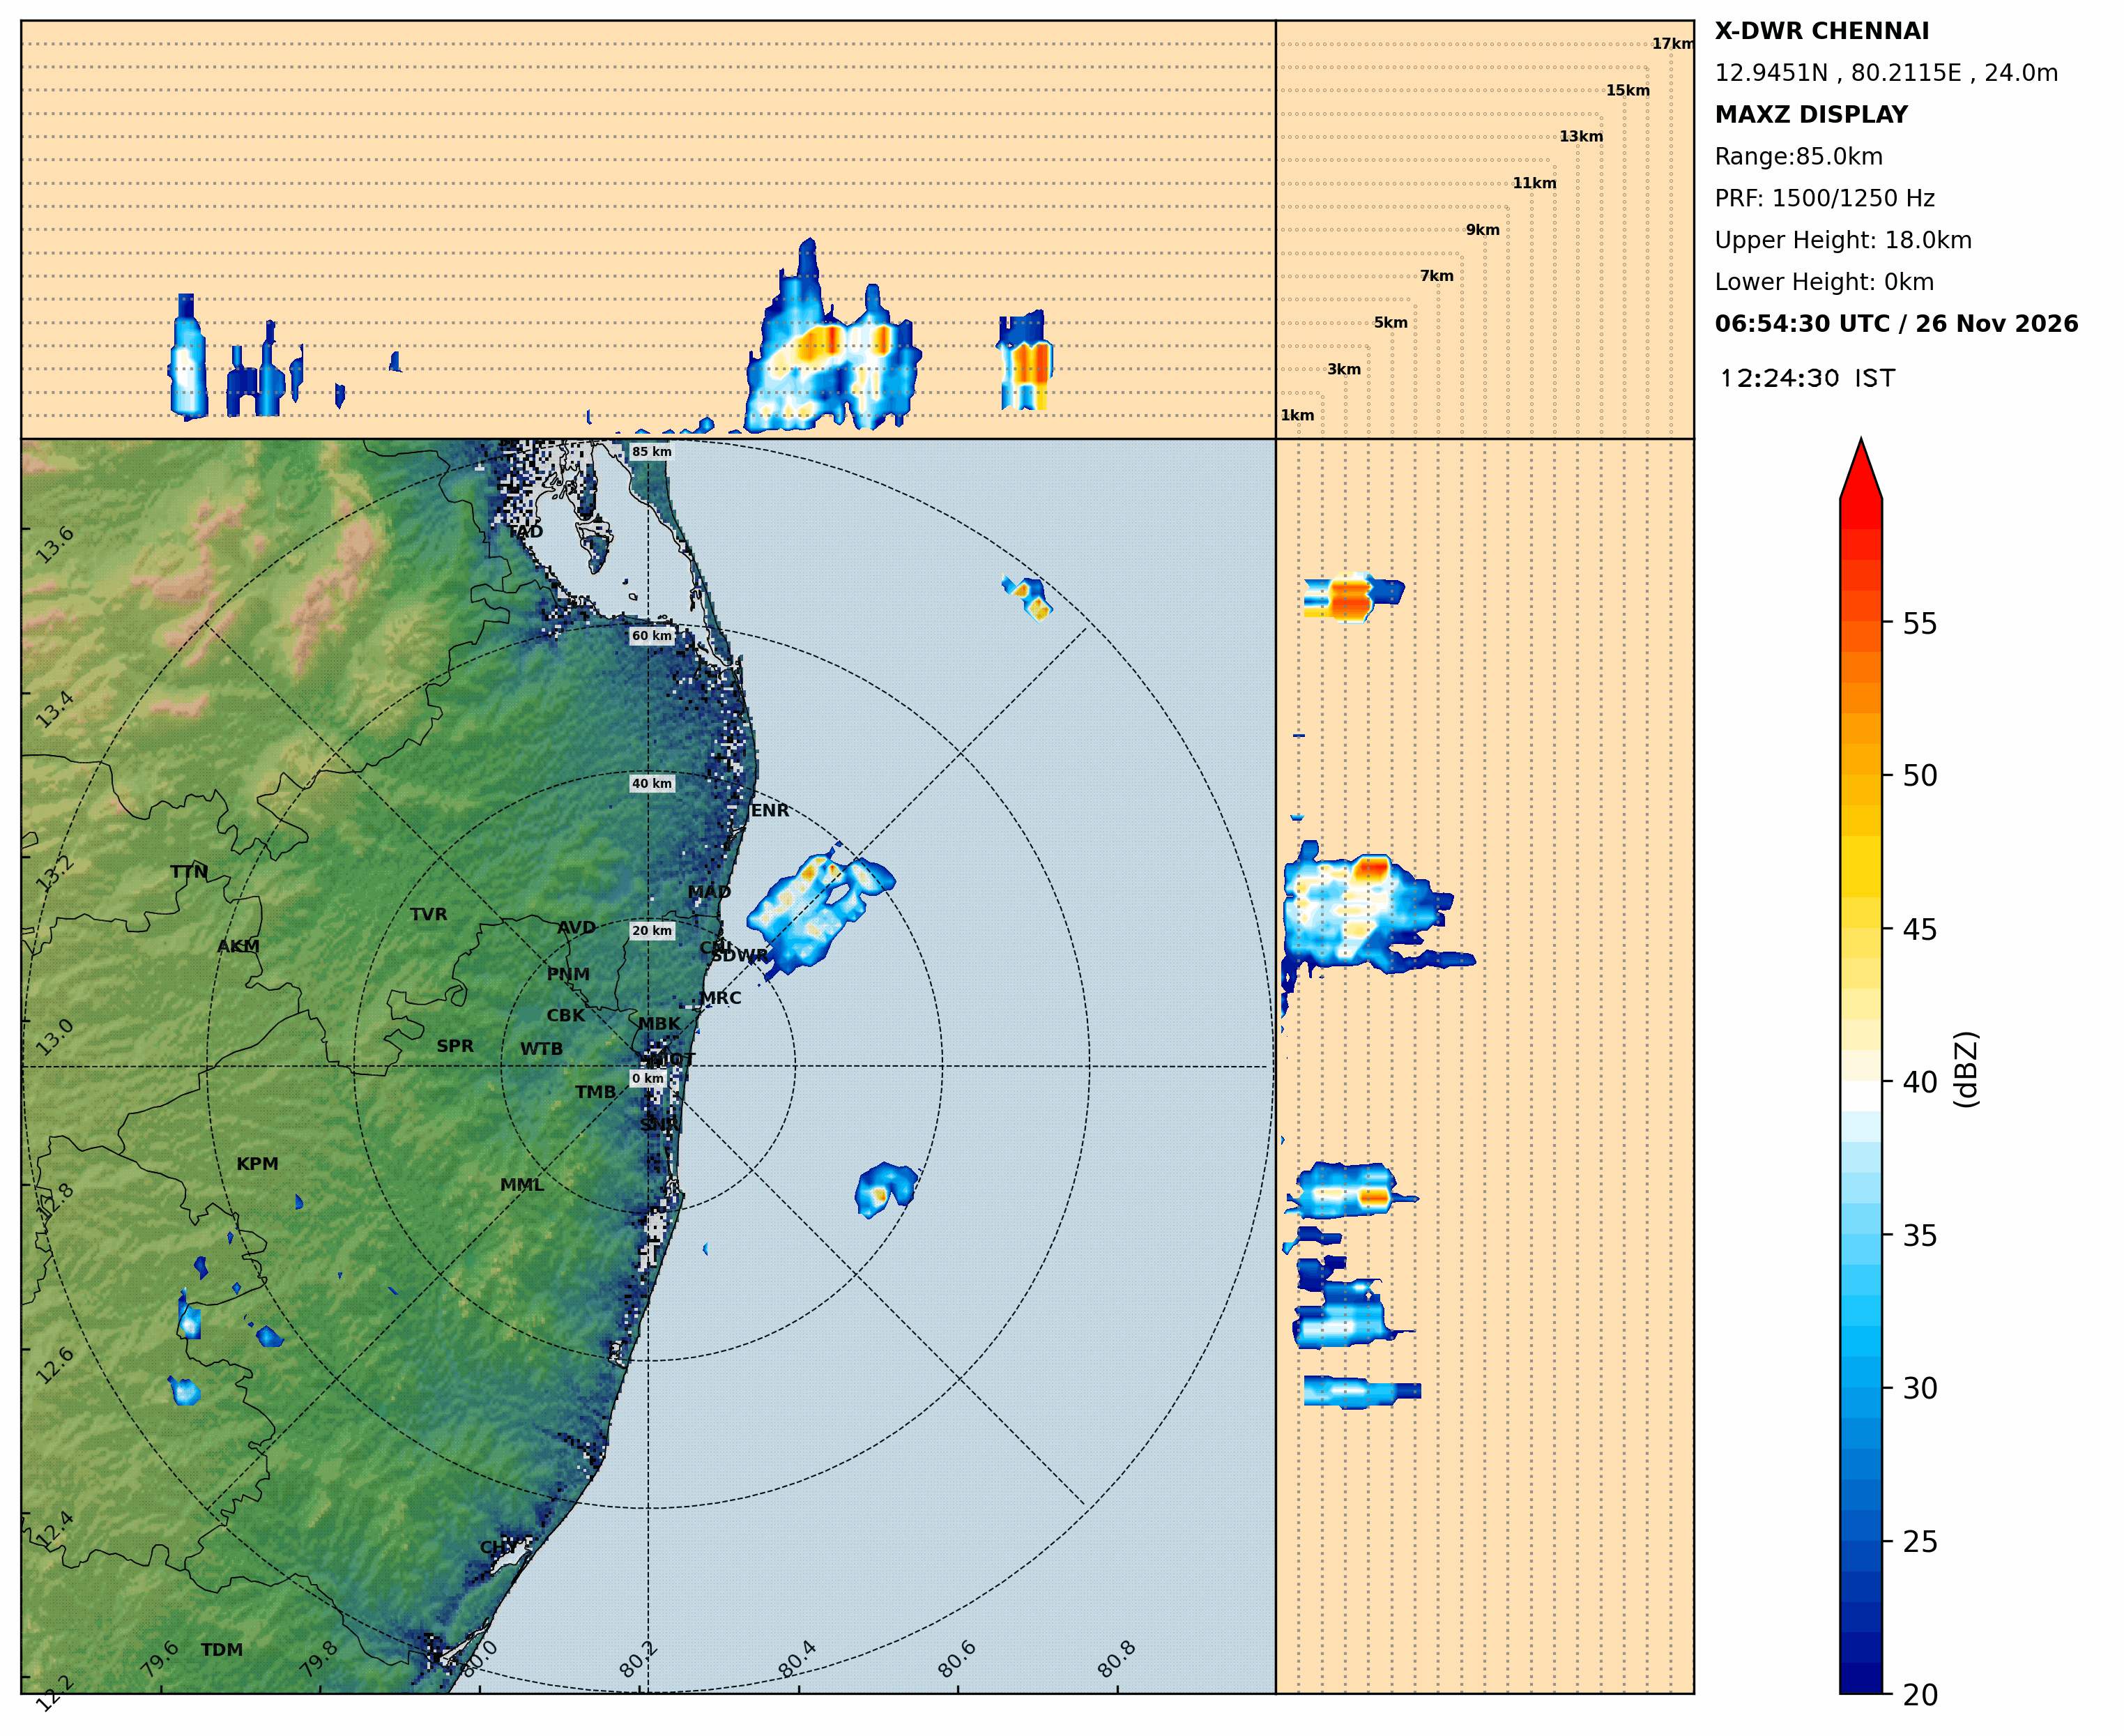 X-DWR CHENNAI
12.9451N , 80.2115E , 24.0m
MAXZ DISPLAY
Range:85.0km
PRF: 1500/1250 Hz
Upper Height: 18.0km
Lower Height: 0km
06:54:30 UTC / 26 Nov 2026
12:24:30 IST
17km
15km
13km
11km
9km
7km
5km
3km
1km
85 km
TAD
13.6
60 km
13.4
40 km
ENR
13.2
TTN
MAD
TVR
AVD
20 km
AKM
SDWR
PNM
MRC
CBK
MBK
13.0
SPR
WTB
0 km
TMB
SNR
KPM
MML
12.8
12.6
12.4
CHY
TDM
12.2
79.6
79.8
80.0
80.2
80.4
80.6
80.8
55
50
45
40
35
30
25
20
(dBZ)